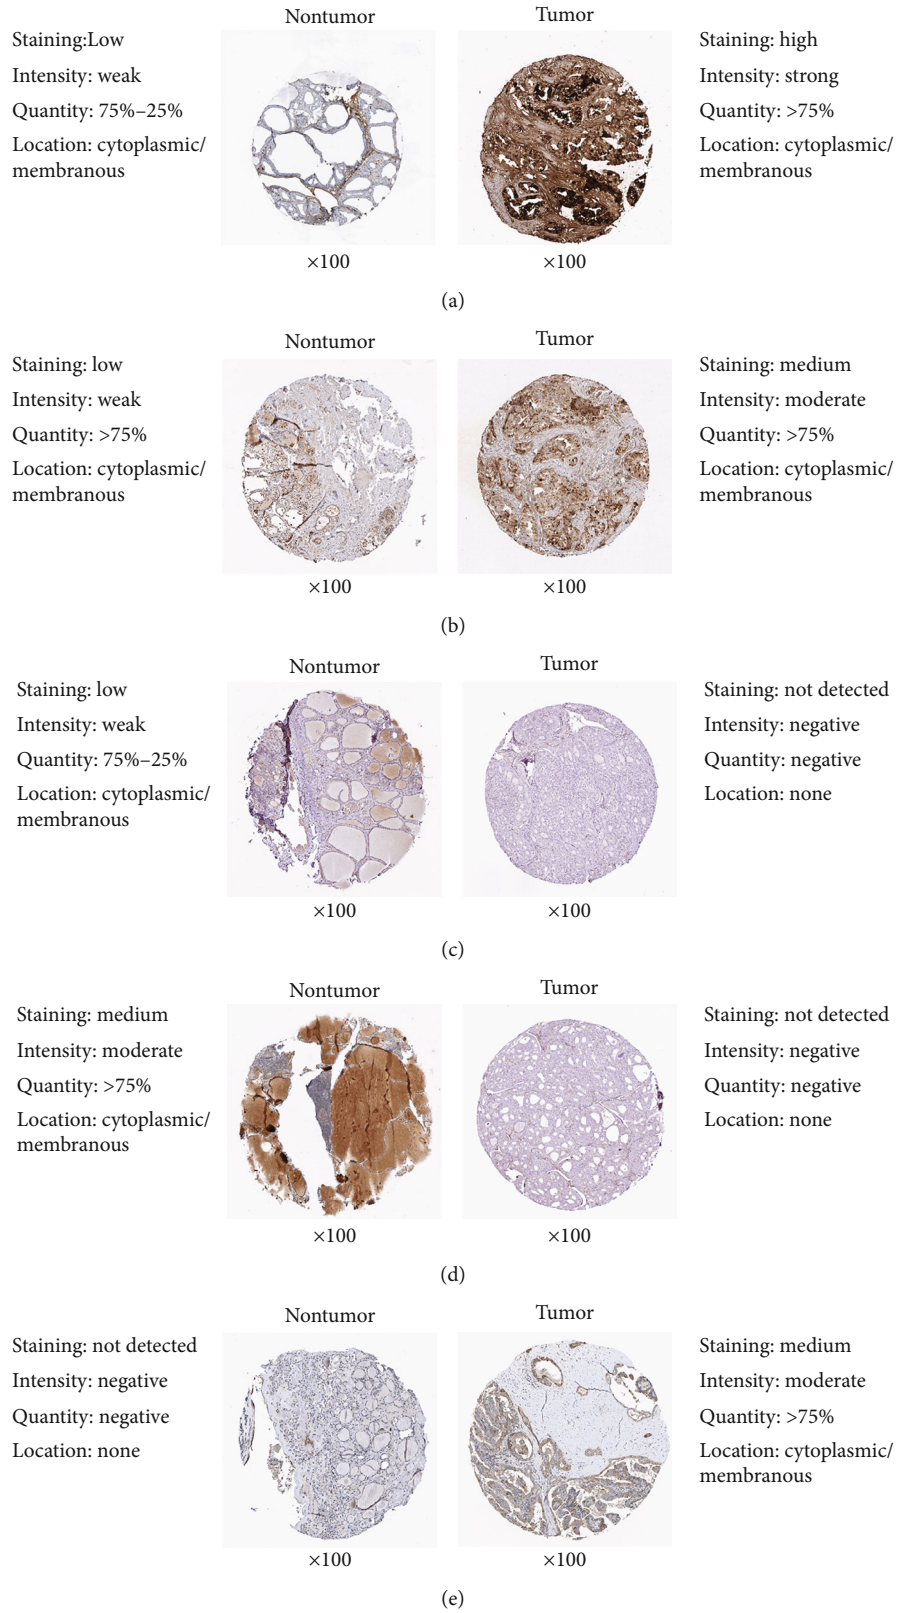 Nontumor
Tumor
Staining:Low
Intensity: weak
Quantity: 75%–25%
Location: cytoplasmic/
membranous
Staining: high
Intensity: strong
Quantity: >75%
Location: cytoplasmic/
membranous
×100
×100
(a)
Nontumor
Tumor
Staining: low
Intensity: weak
Quantity: >75%
Location: cytoplasmic/
membranous
Staining: medium
Intensity: moderate
Quantity: >75%
Location: cytoplasmic/
membranous
×100
×100
(b)
Nontumor
Tumor
Staining: low
Intensity: weak
Quantity: 75%–25%
Location: cytoplasmic/
membranous
Staining: not detected
Intensity: negative
Quantity: negative
Location: none
×100
×100
(c)
Nontumor
Tumor
Staining: medium
Intensity: moderate
Quantity: >75%
Location: cytoplasmic/
membranous
Staining: not detected
Intensity: negative
Quantity: negative
Location: none
×100
×100
(d)
Nontumor
Tumor
Staining: not detected
Intensity: negative
Quantity: negative
Location: none
Staining: medium
Intensity: moderate
Quantity: >75%
Location: cytoplasmic/
membranous
×100
×100
(e)